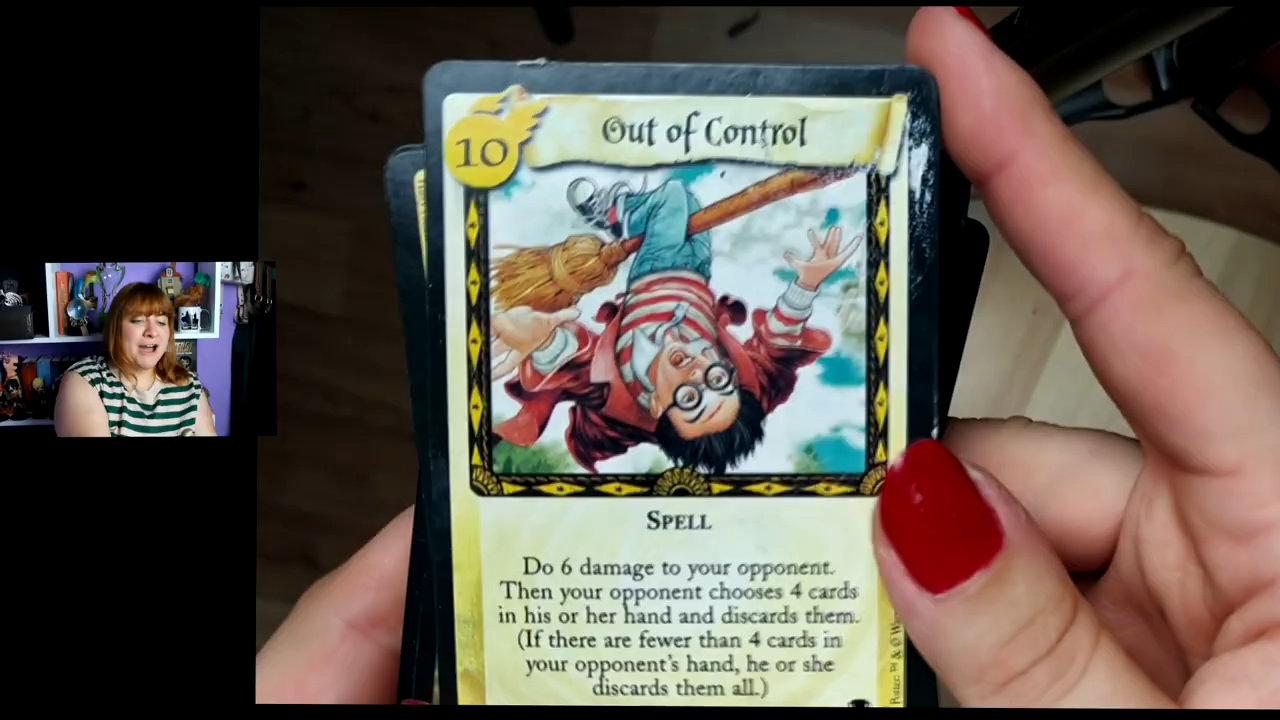 10
Out of Control
SPELL
Do 6 damage to your opponent.
Then your opponent chooses 4 cards
in his or her hand and discards them.
(If there are fewer than 4 cards in
your opponent's hand, he or she
discards them all.)
Potter: ™ & © W